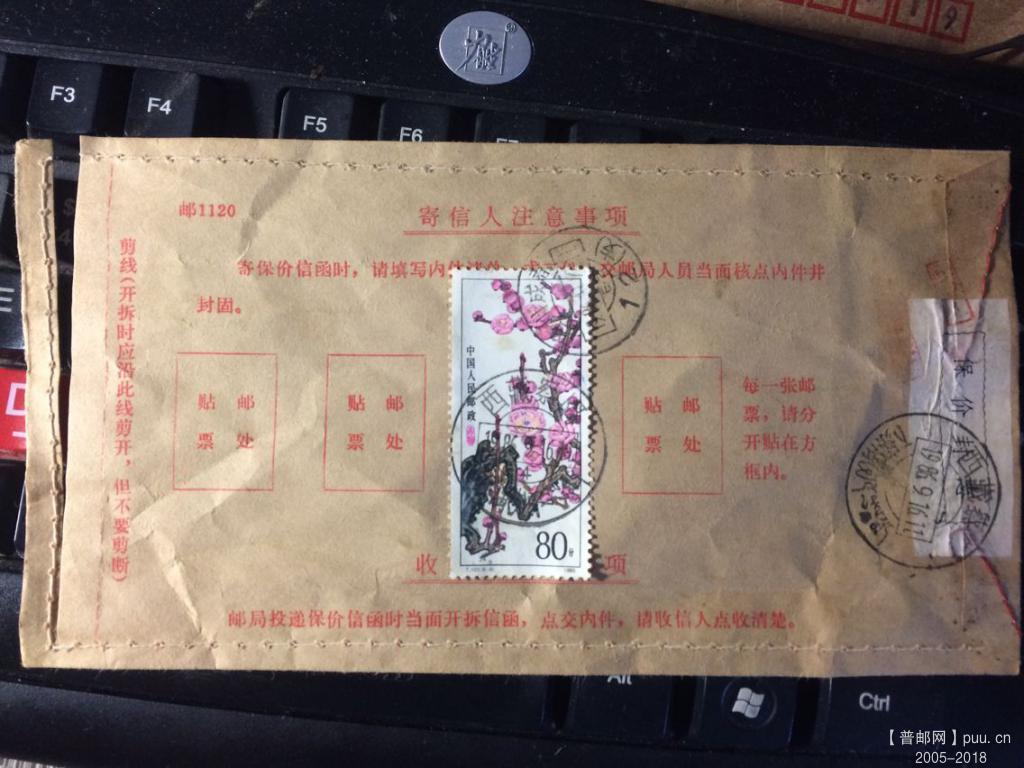 F3
F4
F5
F6
邮1120
寄信人注意事项
寄保价信函时，请填写内件
邮局人员当面核点内件并
封固。
剪线（开拆时应沿此线剪开，但不要剪断）
贴 邮
票 处
贴 邮
票 处
贴 邮
票 处
每一张邮
票，请分
开贴在方
框内。
中国人民邮政
80分
西藏
保价
12
收
项
邮局投递保价信函时当面开拆信函，点交内件，请收信人点收清楚。
Alt
Ctrl
【普邮网】puu.cn
2005-2018